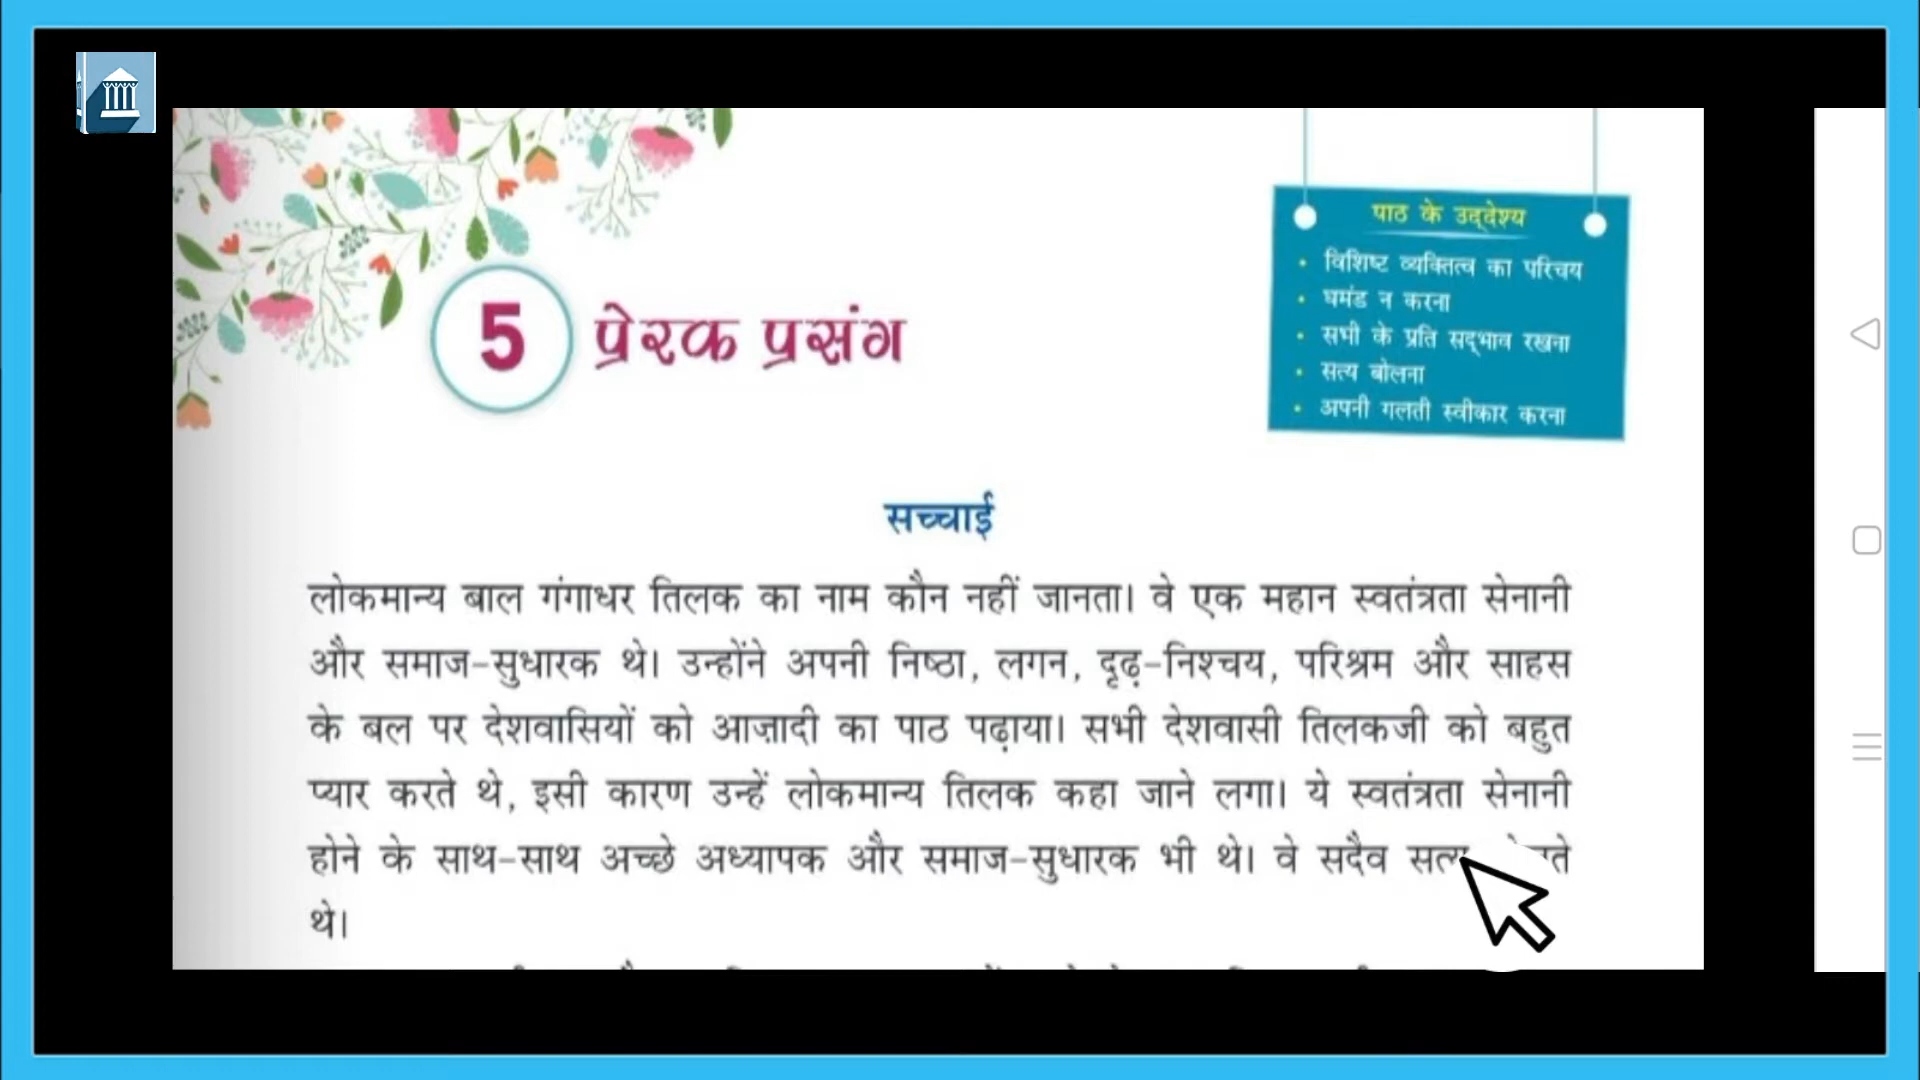 5 प्रेरक प्रसंग
पाठ के उद्‌देश्य
• विशिष्ट व्यक्तित्व का परिचय
• घमंड न करना
• सभी के प्रति सद्‌भाव रखना
• सत्य बोलना
• अपनी गलती स्वीकार करना
सच्चाई
लोकमान्य बाल गंगाधर तिलक का नाम कौन नहीं जानता। वे एक महान स्वतंत्रता सेनानी
और समाज-सुधारक थे। उन्होंने अपनी निष्ठा, लगन, दृढ़-निश्चय, परिश्रम और साहस
के बल पर देशवासियों को आज़ादी का पाठ पढ़ाया। सभी देशवासी तिलकजी को बहुत
प्यार करते थे, इसी कारण उन्हें लोकमान्य तिलक कहा जाने लगा। ये स्वतंत्रता सेनानी
होने के साथ-साथ अच्छे अध्यापक और समाज-सुधारक भी थे। वे सदैव सत्य
थे।